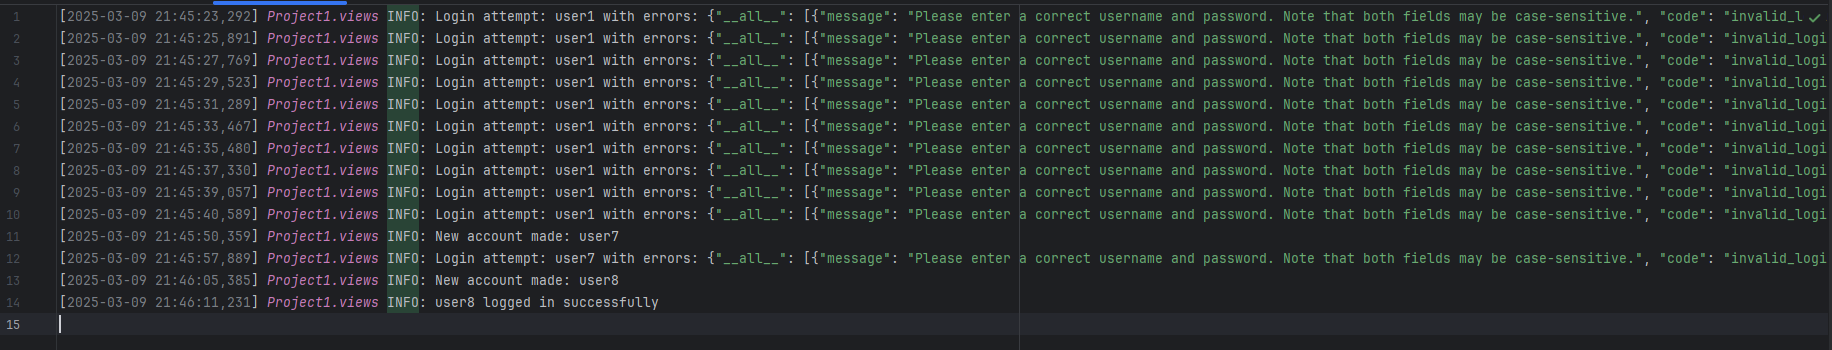 1 [2025-03-09 21:45:23,292] Project1.views INFO: Login attempt: user1 with errors: {"__all__": [{"message": "Please enter a correct username and password. Note that both fields may be case-sensitive.", "code": "invalid_l
2 [2025-03-09 21:45:25,891] Project1.views INFO: Login attempt: user1 with errors: {"__all__": [{"message": "Please enter a correct username and password. Note that both fields may be case-sensitive.", "code": "invalid_logi
3 [2025-03-09 21:45:27,769] Project1.views INFO: Login attempt: user1 with errors: {"__all__": [{"message": "Please enter a correct username and password. Note that both fields may be case-sensitive.", "code": "invalid_logi
4 [2025-03-09 21:45:29,523] Project1.views INFO: Login attempt: user1 with errors: {"__all__": [{"message": "Please enter a correct username and password. Note that both fields may be case-sensitive.", "code": "invalid_logi
5 [2025-03-09 21:45:31,289] Project1.views INFO: Login attempt: user1 with errors: {"__all__": [{"message": "Please enter a correct username and password. Note that both fields may be case-sensitive.", "code": "invalid_logi
6 [2025-03-09 21:45:33,467] Project1.views INFO: Login attempt: user1 with errors: {"__all__": [{"message": "Please enter a correct username and password. Note that both fields may be case-sensitive.", "code": "invalid_logi
7 [2025-03-09 21:45:35,480] Project1.views INFO: Login attempt: user1 with errors: {"__all__": [{"message": "Please enter a correct username and password. Note that both fields may be case-sensitive.", "code": "invalid_logi
8 [2025-03-09 21:45:37,330] Project1.views INFO: Login attempt: user1 with errors: {"__all__": [{"message": "Please enter a correct username and password. Note that both fields may be case-sensitive.", "code": "invalid_logi
9 [2025-03-09 21:45:39,057] Project1.views INFO: Login attempt: user1 with errors: {"__all__": [{"message": "Please enter a correct username and password. Note that both fields may be case-sensitive.", "code": "invalid_logi
10 [2025-03-09 21:45:40,589] Project1.views INFO: Login attempt: user1 with errors: {"__all__": [{"message": "Please enter a correct username and password. Note that both fields may be case-sensitive.", "code": "invalid_logi
11 [2025-03-09 21:45:50,359] Project1.views INFO: New account made: user7
12 [2025-03-09 21:45:57,889] Project1.views INFO: Login attempt: user7 with errors: {"__all__": [{"message": "Please enter a correct username and password. Note that both fields may be case-sensitive.", "code": "invalid_logi
13 [2025-03-09 21:46:05,385] Project1.views INFO: New account made: user8
14 [2025-03-09 21:46:11,231] Project1.views INFO: user8 logged in successfully
15